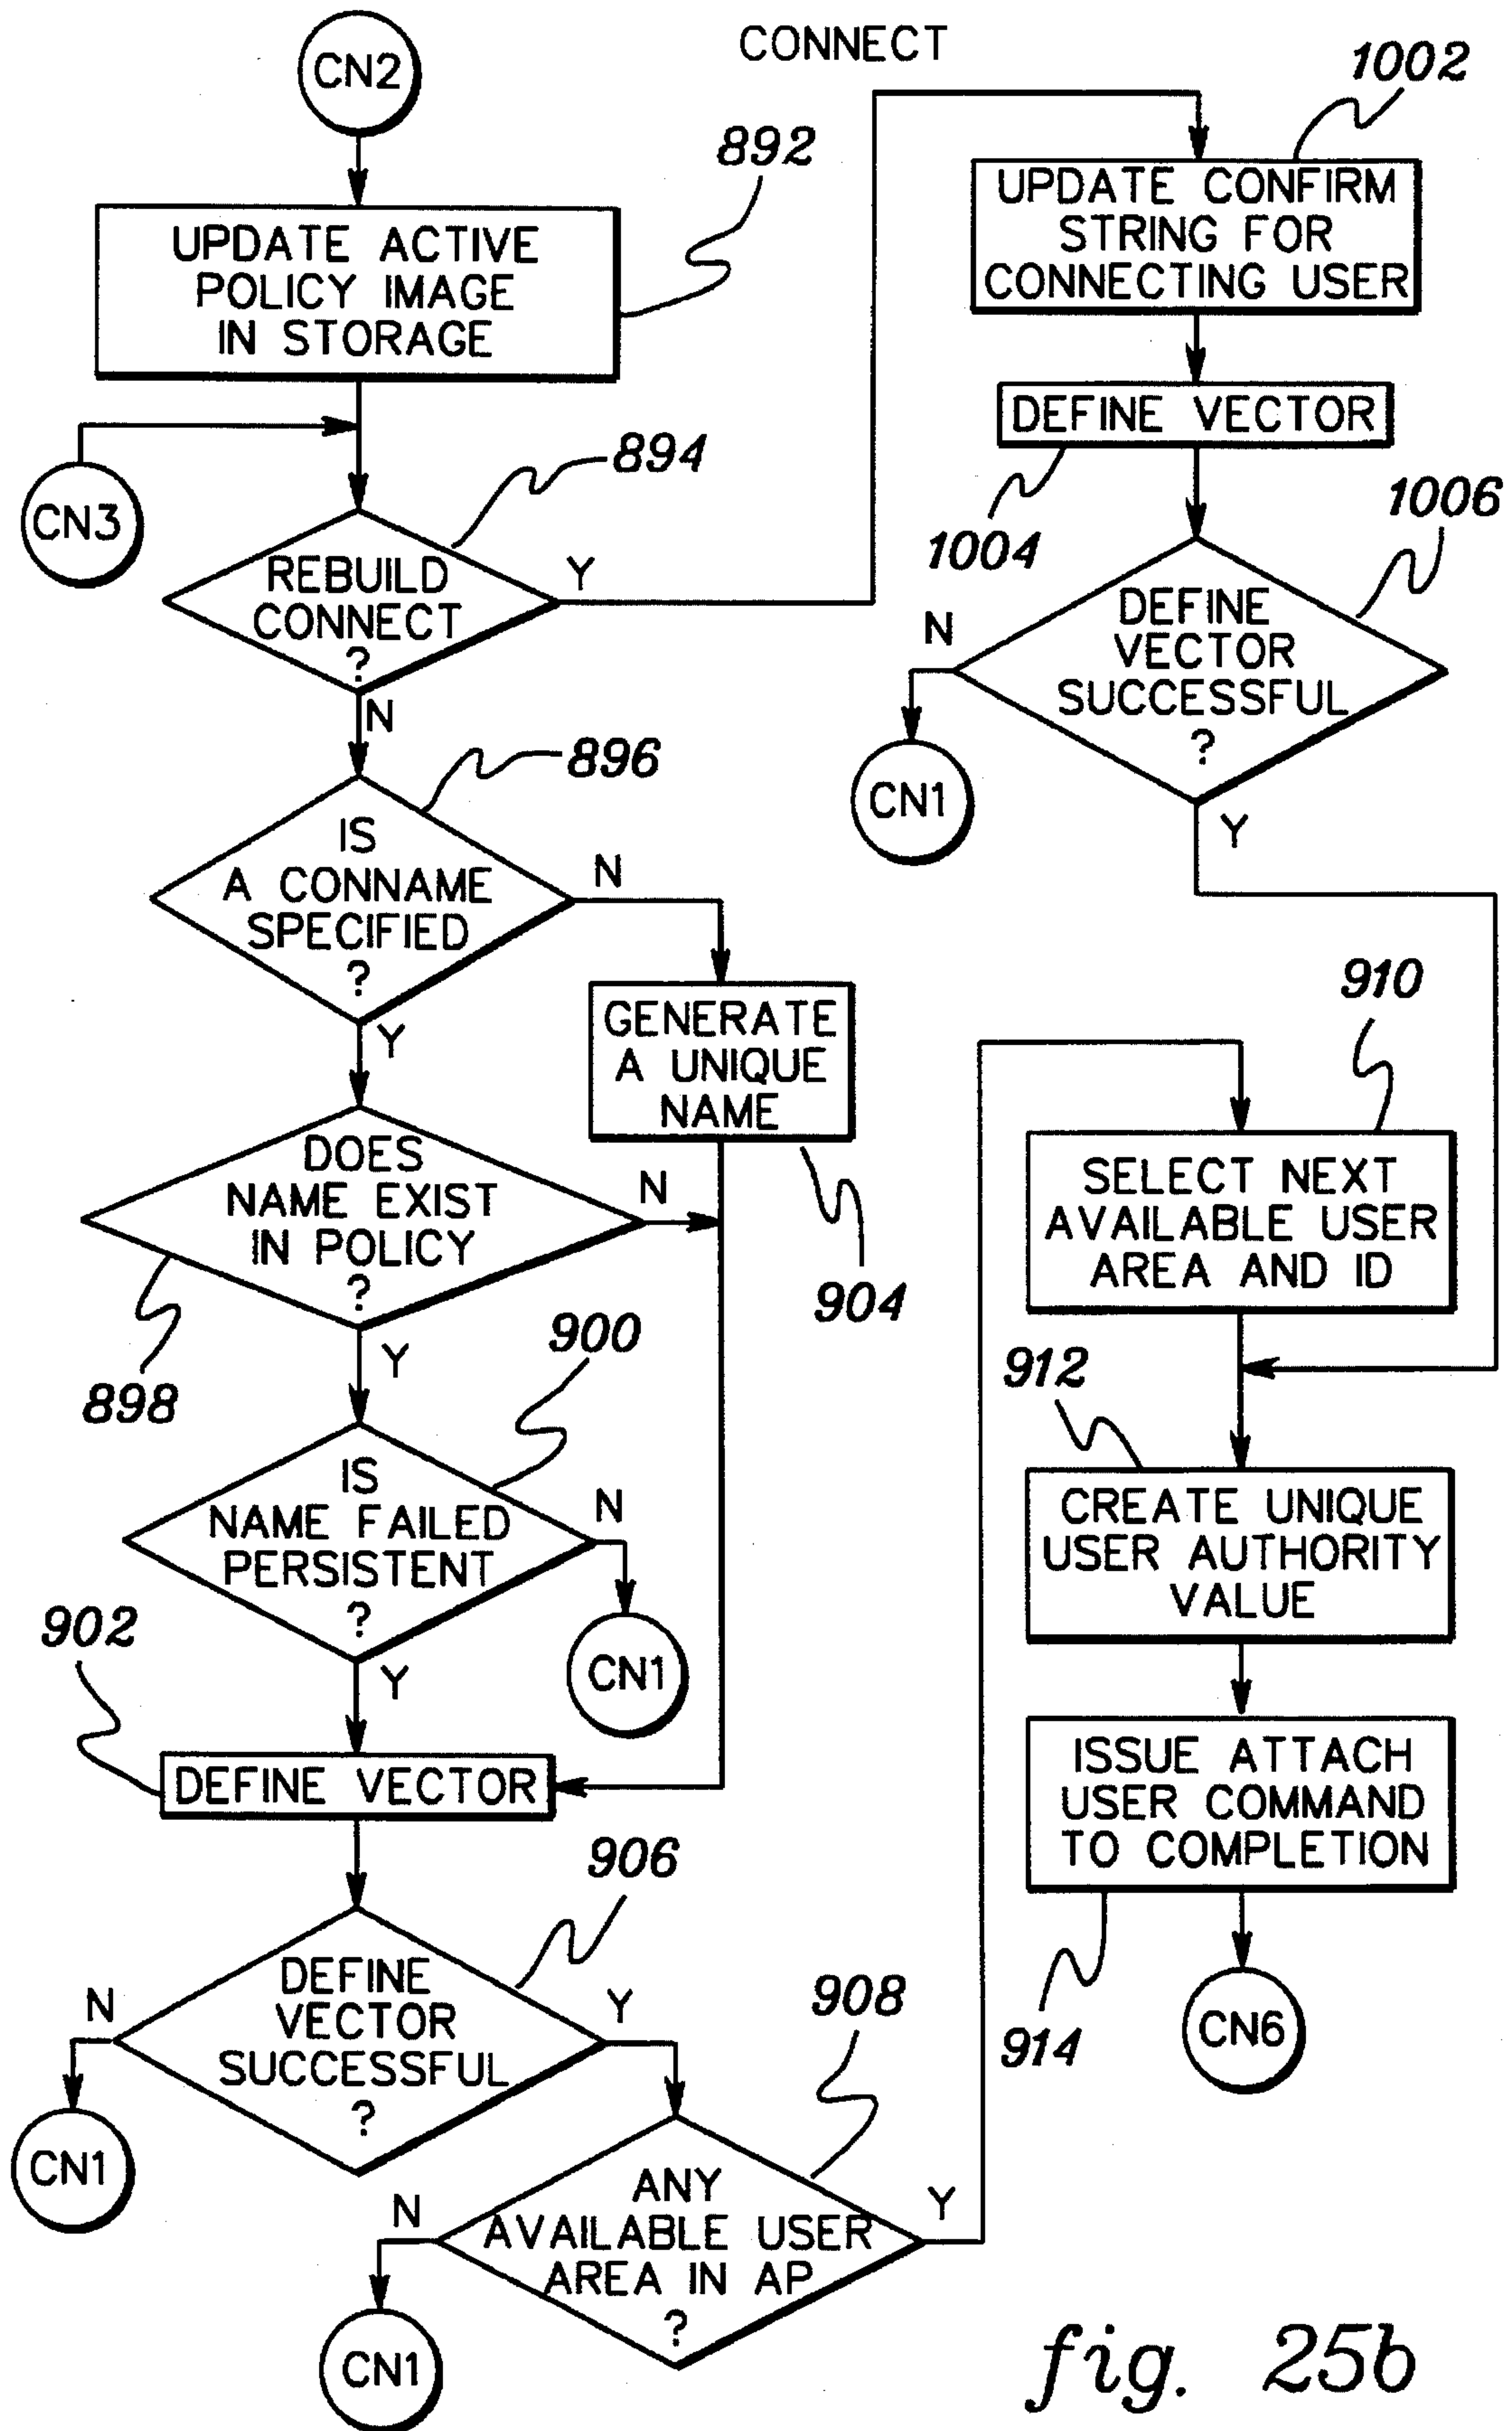 CONNECT
CN2
892
UPDATE ACTIVE
POLICY IMAGE
IN STORAGE
CN3
894
REBUILD
CONNECT
?
Y
N
896
IS
A CONNAME
SPECIFIED
?
N
Y
GENERATE
A UNIQUE
NAME
904
DOES
NAME EXIST
IN POLICY
?
N
Y
898
900
IS
NAME FAILED
PERSISTENT
?
N
CN1
Y
902
DEFINE VECTOR
906
DEFINE
VECTOR
SUCCESSFUL
?
N
CN1
Y
908
ANY
AVAILABLE USER
AREA IN AP
?
N
CN1
Y
1002
UPDATE CONFIRM
STRING FOR
CONNECTING USER
DEFINE VECTOR
1004
1006
DEFINE
VECTOR
SUCCESSFUL
?
N
CN1
Y
910
SELECT NEXT
AVAILABLE USER
AREA AND ID
912
CREATE UNIQUE
USER AUTHORITY
VALUE
ISSUE ATTACH
USER COMMAND
TO COMPLETION
914
CN6
fig. 25b